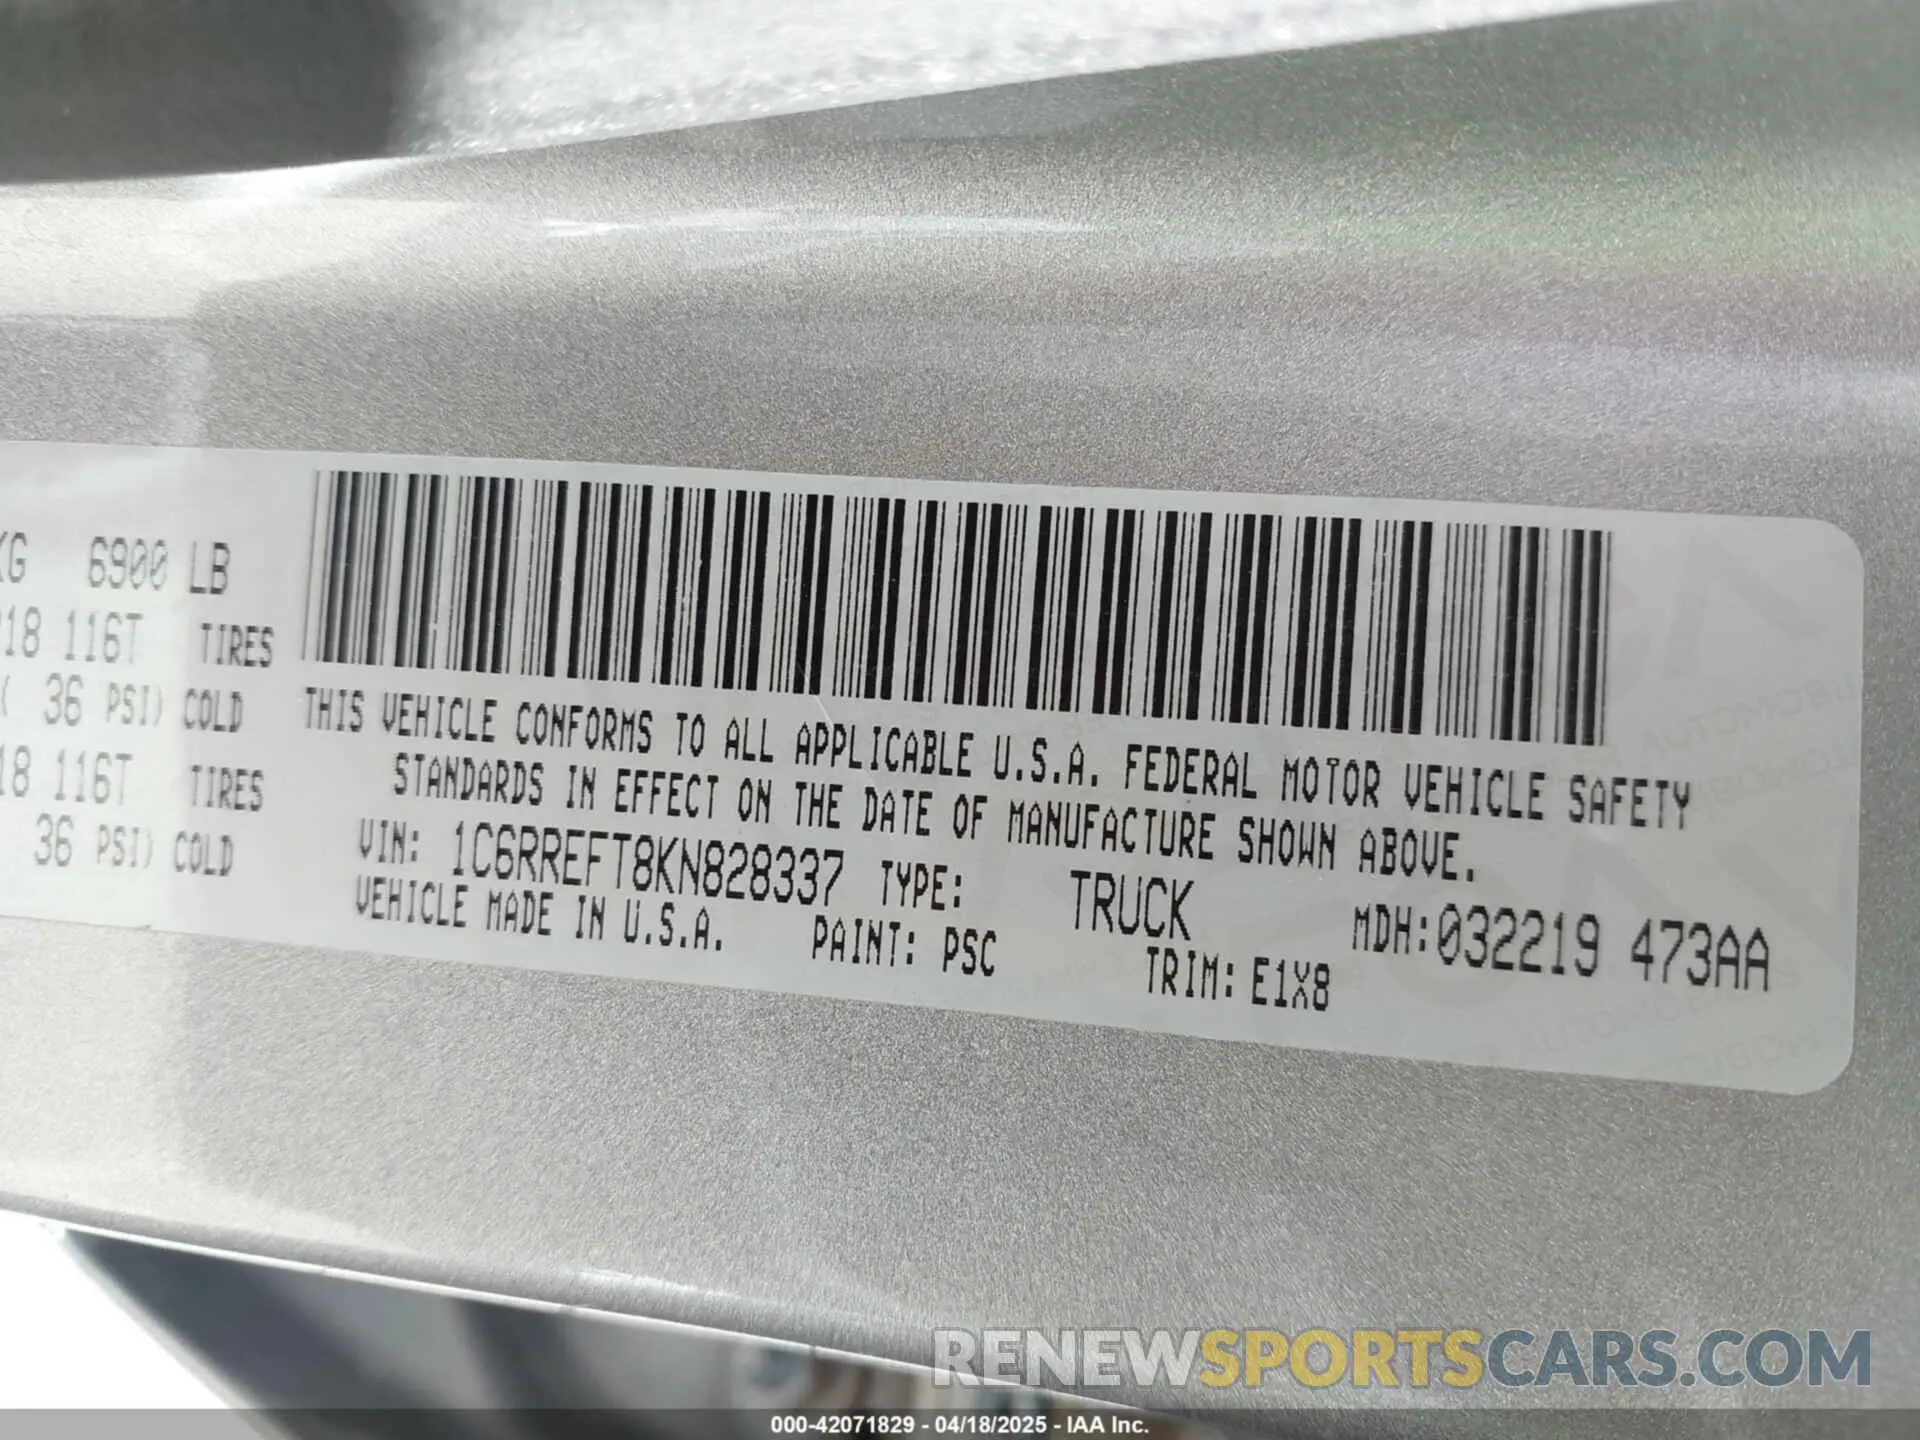 KG 6900 LB
18 116T TIRES
( 36 PSI) COLD
18 116T TIRES
36 PSI) COLD
THIS VEHICLE CONFORMS TO ALL APPLICABLE U.S.A. FEDERAL MOTOR VEHICLE SAFETY
STANDARDS IN EFFECT ON THE DATE OF MANUFACTURE SHOWN ABOVE.
VIN: 1C6RREFT8KN828337 TYPE: TRUCK MDH:032219 473AA
VEHICLE MADE IN U.S.A. PAINT: PSC TRIM: E1X8
RENEWSPORTSCARS.COM
000-42071829 - 04/18/2025 - IAA Inc.